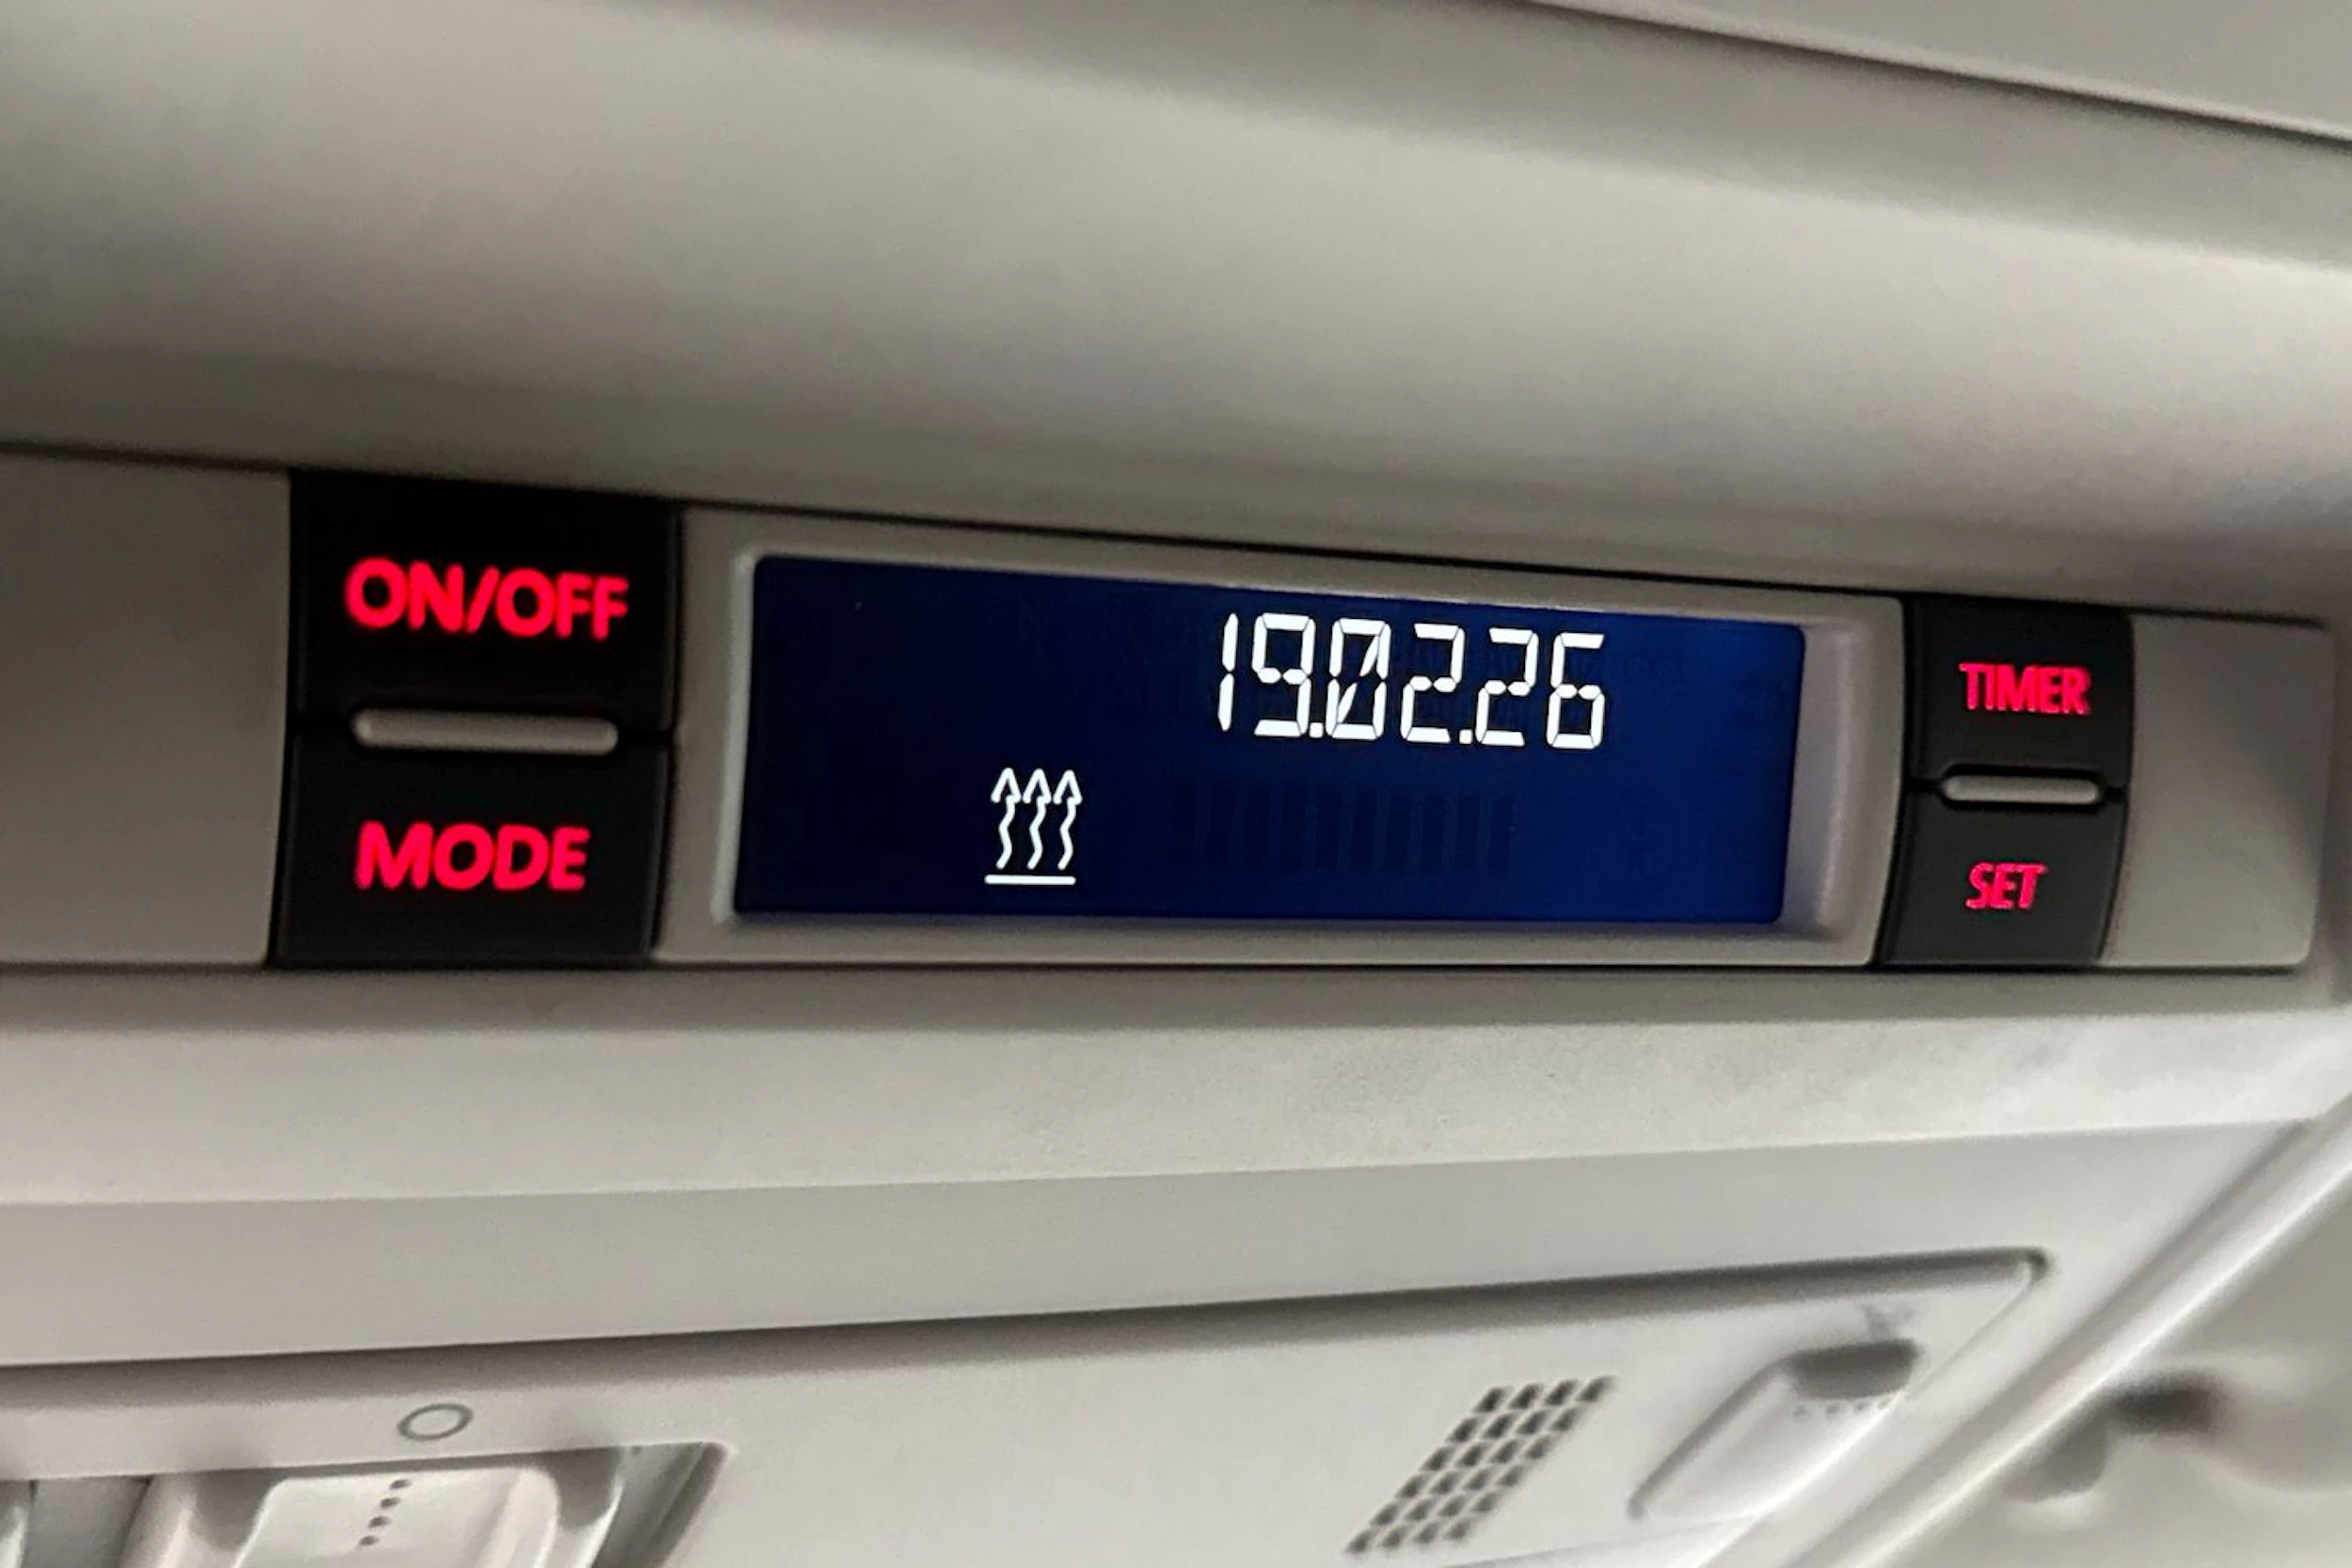 ON/OFF
MODE
19.02.26
TIMER
SET